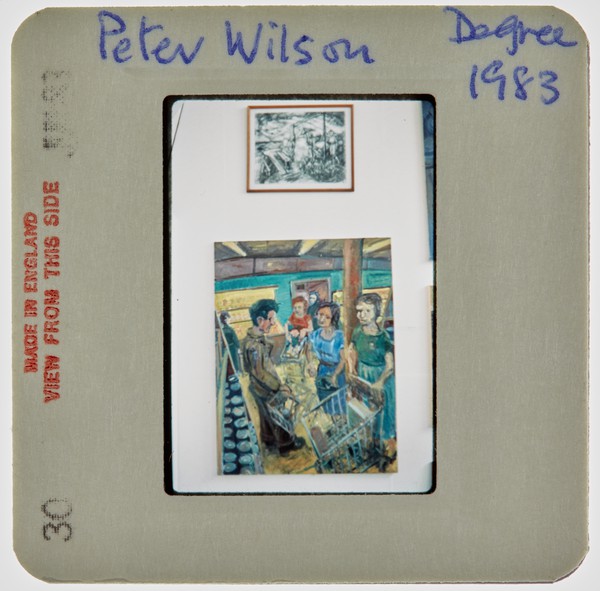 Peter Wilson
Degree
1983
MADE IN ENGLAND
VIEW FROM THIS SIDE
30